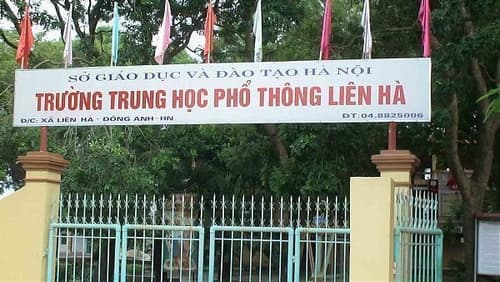 SỞ GIÁO DỤC VÀ ĐÀO TẠO HÀ NỘI
TRƯỜNG TRUNG HỌC PHỔ THÔNG LIÊN HÀ
Đ/C: XÃ LIÊN HÀ - ĐÔNG ANH - HN ĐT: 04.8825006